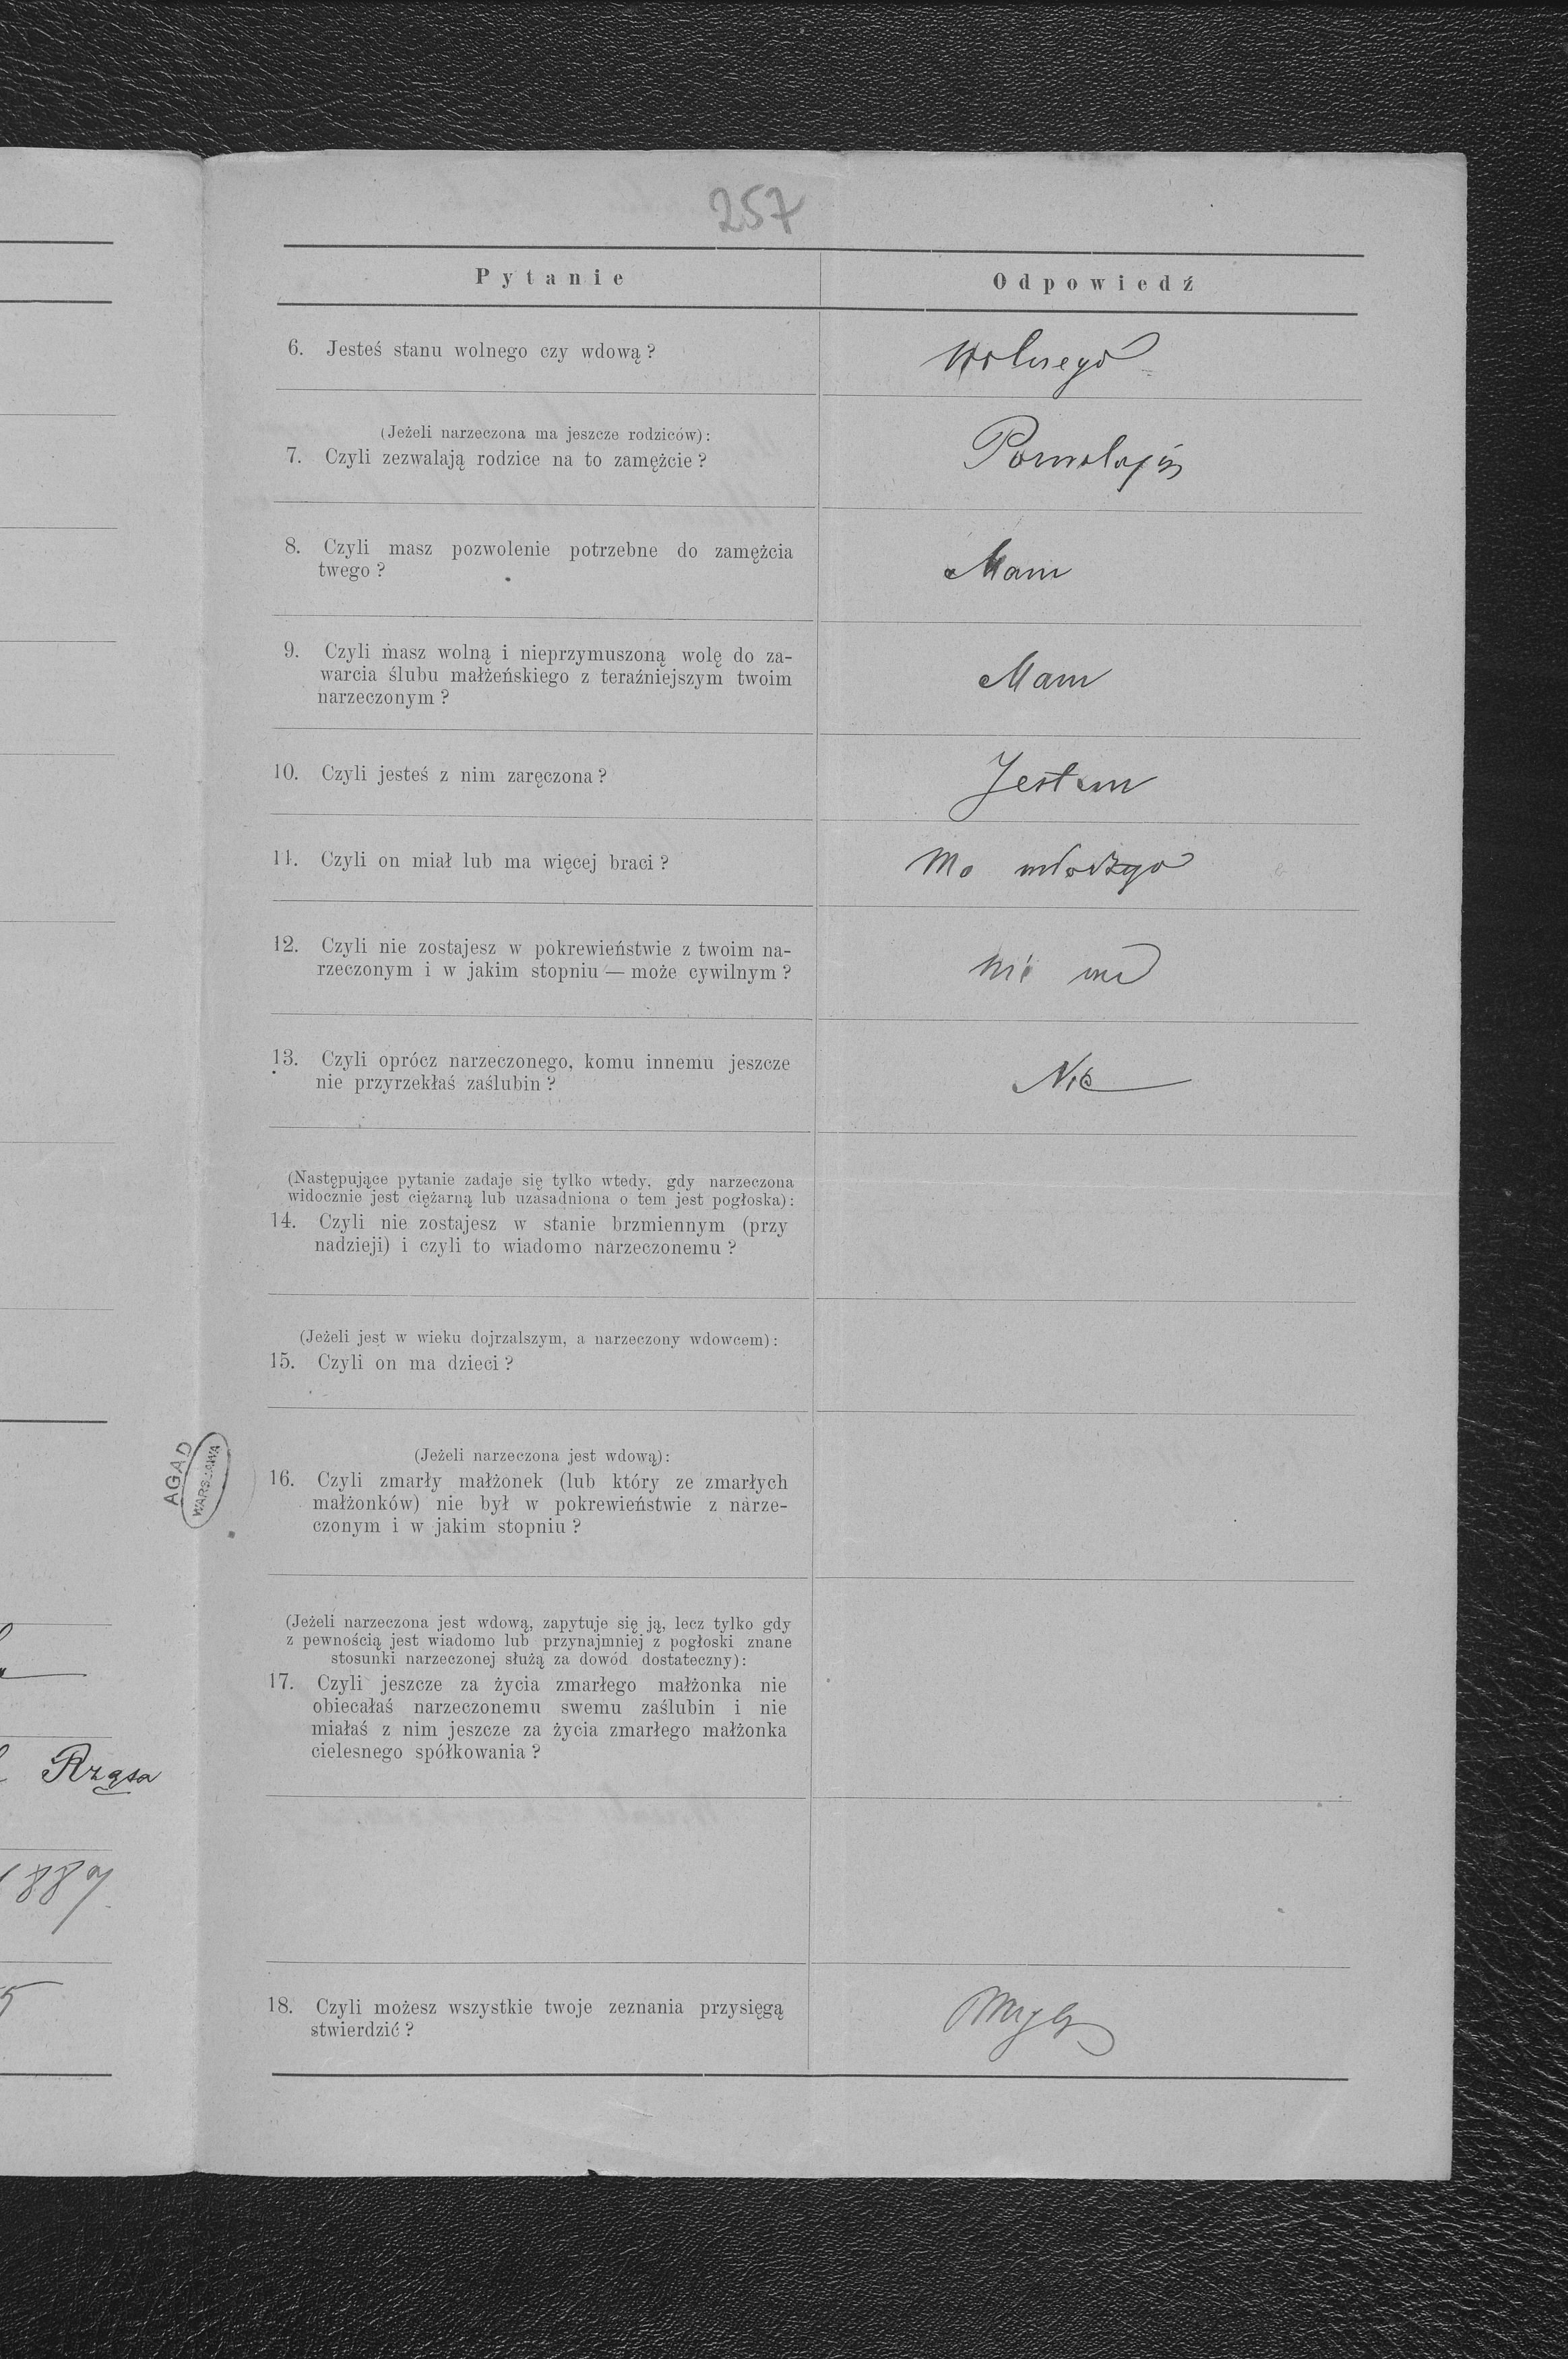 257
Pytanie
Odpowiedź
6. Jesteś stanu wolnego czy wdową?
Wolnego
(Jeżeli narzeczona ma jeszcze rodziców):
7. Czyli zezwalają rodzice na to zamężcie?
8. Czyli masz pozwolenie potrzebne do zamężcia
twego?
Mam
9. Czyli masz wolną i nieprzymuszoną wolę do za-
warcia ślubu małżeńskiego z teraźniejszym twoim
narzeczonym?
Mam
10. Czyli jesteś z nim zaręczona?
Jestem
11. Czyli on miał lub ma więcej braci?
Ma
12. Czyli nie zostajesz w pokrewieństwie z twoim na-
rzeczonym i w jakim stopniu — może cywilnym?
13. Czyli oprócz narzeczonego, komu innemu jeszcze
nie przyrzekłaś zaślubin?
Nie
(Następujące pytanie zadaje się tylko wtedy, gdy narzeczona
widocznie jest ciężarną lub uzasadniona o tem jest pogłoska):
14. Czyli nie zostajesz w stanie brzmiennym (przy
nadzieji) i czyli to wiadomo narzeczonemu?
(Jeżeli jest w wieku dojrzalszym, a narzeczony wdowcem):
15. Czyli on ma dzieci?
(Jeżeli narzeczona jest wdową):
16. Czyli zmarły małżonek (lub który ze zmarłych
małżonków) nie był w pokrewieństwie z narze-
czonym i w jakim stopniu?
(Jeżeli narzeczona jest wdową, zapytuje się ją, lecz tylko gdy
z pewnością jest wiadomo lub przynajmniej z pogłoski znane
stosunki narzeczonej służą za dowód dostateczny):
17. Czyli jeszcze za życia zmarłego małżonka nie
obiecałaś narzeczonemu swemu zaślubin i nie
miałaś z nim jeszcze za życia zmarłego małżonka
cielesnego spółkowania?
18. Czyli możesz wszystkie twoje zeznania przysięgą
stwierdzić?
AGAD
WARSZAWA
Rząsa